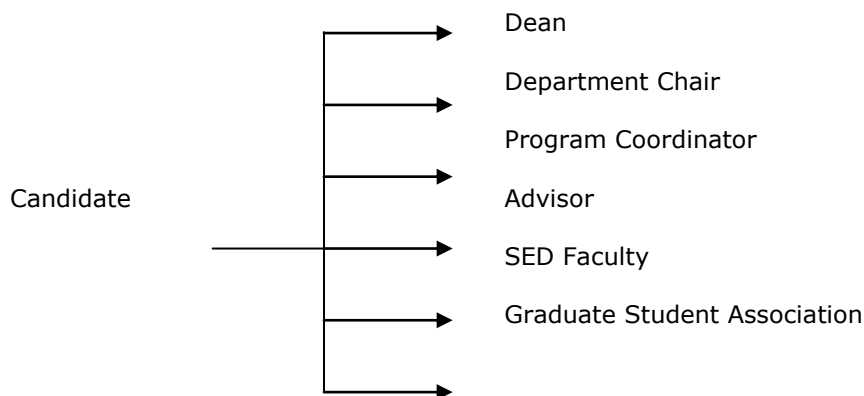 Dean
Department Chair
Program Coordinator
Candidate
Advisor
SED Faculty
Graduate Student Association